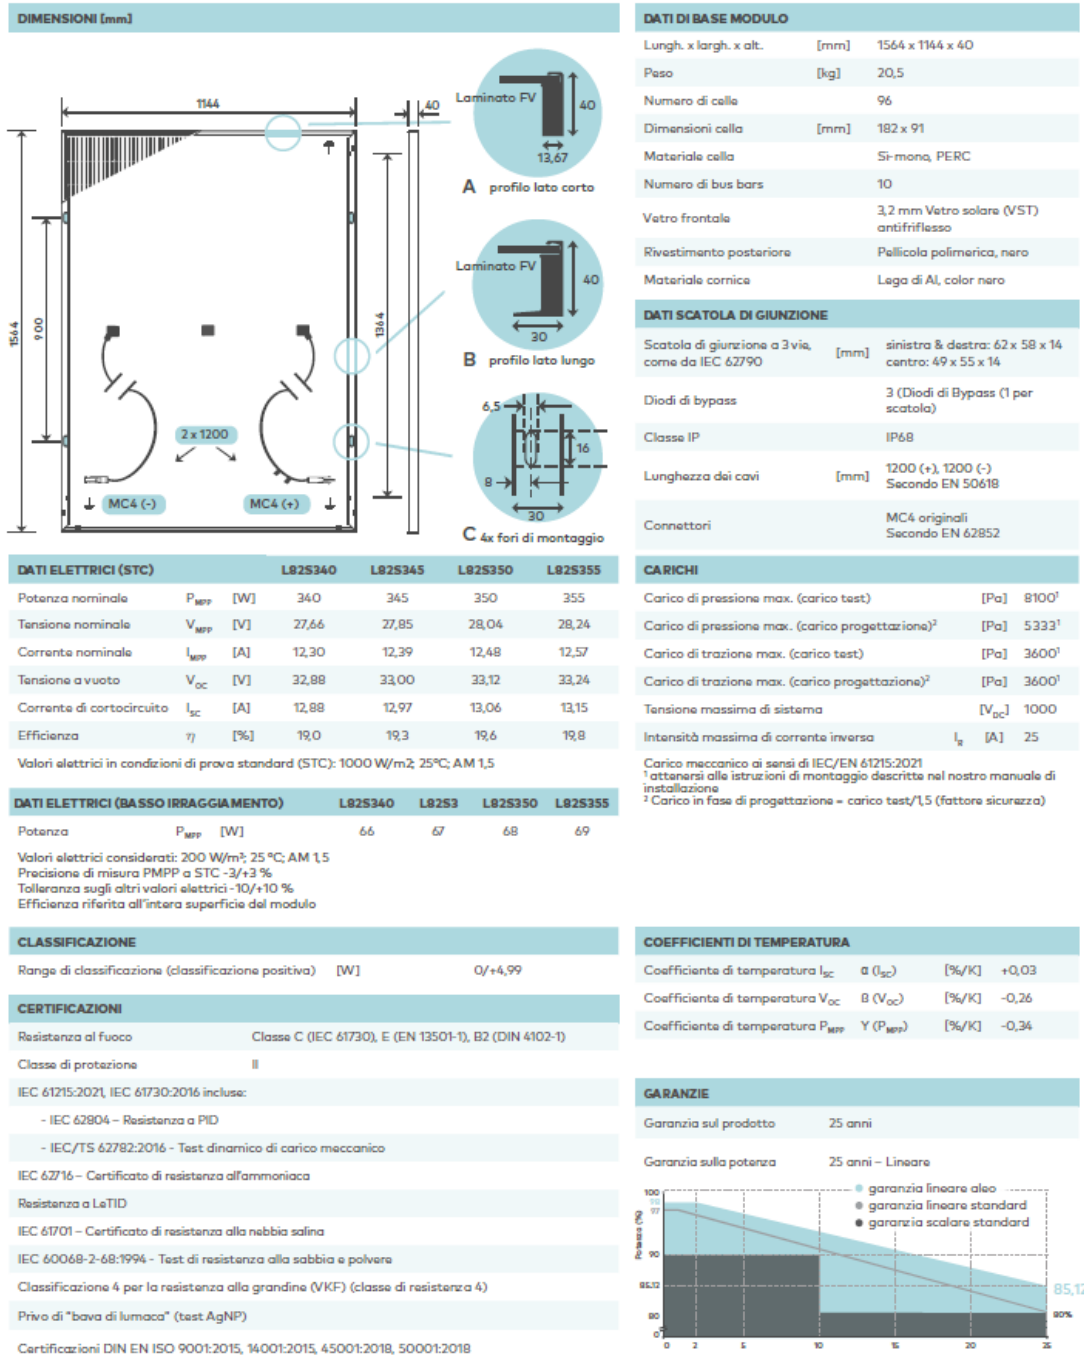 DIMENSIONI [mm]
1144
40
1564
900
1364
2 x 1200
MC4 (-)
MC4 (+)
Laminato FV
40
13,67
A profilo lato corto
Laminato FV
40
30
B profilo lato lungo
6,5
16
8
30
C 4x fori di montaggio
DATI DI BASE MODULO
Lungh. x largh. x alt. [mm] 1564 x 1144 x 40
Peso [kg] 20,5
Numero di celle 96
Dimensioni cella [mm] 182 x 91
Materiale cella Si-mono, PERC
Numero di bus bars 10
Vetro frontale 3,2 mm Vetro solare (VST)
antifriflesso
Rivestimento posteriore Pellicola polimerica, nero
Materiale cornice Lega di Al, color nero
DATI SCATOLA DI GIUNZIONE
Scatola di giunzione a 3 vie, [mm] sinistra & destra: 62 x 58 x 14
come da IEC 62790 centro: 49 x 55 x 14
Diodi di bypass 3 (Diodi di Bypass (1 per
scatola)
Classe IP IP68
Lunghezza dei cavi [mm] 1200 (+), 1200 (-)
Secondo EN 50618
Connettori MC4 originali
Secondo EN 62852
DATI ELETTRICI (STC) L82S340 L82S345 L82S350 L82S355
Potenza nominale PMPP [W] 340 345 350 355
Tensione nominale VMPP [V] 27,66 27,85 28,04 28,24
Corrente nominale IMPP [A] 12,30 12,39 12,48 12,57
Tensione a vuoto VOC [V] 32,88 33,00 33,12 33,24
Corrente di cortocircuito ISC [A] 12,88 12,97 13,06 13,15
Efficienza η [%] 19,0 19,3 19,6 19,8
Valori elettrici in condizioni di prova standard (STC): 1000 W/m2; 25°C; AM 1,5
DATI ELETTRICI (BASSO IRRAGGIAMENTO) L82S340 L82S3 L82S350 L82S355
Potenza PMPP [W] 66 67 68 69
Valori elettrici considerati: 200 W/m²; 25 °C; AM 1,5
Precisione di misura PMPP a STC -3/+3 %
Tolleranza sugli altri valori elettrici -10/+10 %
Efficienza riferita all'intera superficie del modulo
CARICHI
Carico di pressione max. (carico test) [Pa] 8100¹
Carico di pressione max. (carico progettazione)² [Pa] 5333¹
Carico di trazione max. (carico test) [Pa] 3600¹
Carico di trazione max. (carico progettazione)² [Pa] 3600¹
Tensione massima di sistema [VDC] 1000
Intensità massima di corrente inversa IR [A] 25
Carico meccanico ai sensi di IEC/EN 61215:2021
¹ attenersi alle istruzioni di montaggio descritte nel nostro manuale di
installazione
² Carico in fase di progettazione = carico test/1,5 (fattore sicurezza)
CLASSIFICAZIONE
Range di classificazione (classificazione positiva) [W] 0/+4,99
CERTIFICAZIONI
Resistenza al fuoco Classe C (IEC 61730), E (EN 13501-1), B2 (DIN 4102-1)
Classe di protezione II
IEC 61215:2021, IEC 61730:2016 incluse:
- IEC 62804 – Resistenza a PID
- IEC/TS 62782:2016 - Test dinamico di carico meccanico
IEC 62716 – Certificato di resistenza all'ammoniaca
Resistenza a LeTID
IEC 61701 – Certificato di resistenza alla nebbia salina
IEC 60068-2-68:1994 - Test di resistenza alla sabbia e polvere
Classificazione 4 per la resistenza alla grandine (VKF) (classe di resistenza 4)
Privo di "bava di lumaca" (test AgNP)
Certificazioni DIN EN ISO 9001:2015, 14001:2015, 45001:2018, 50001:2018
COEFFICIENTI DI TEMPERATURA
Coefficiente di temperatura ISC α (ISC) [%/K] +0,03
Coefficiente di temperatura VOC ß (VOC) [%/K] -0,26
Coefficiente di temperatura PMPP Y (PMPP) [%/K] -0,34
GARANZIE
Garanzia sul prodotto 25 anni
Garanzia sulla potenza 25 anni – Lineare
garanzia lineare aleo
garanzia lineare standard
garanzia scalare standard
Potenza (%)
100
97
90
85,12
80
0
85,12
80%
0 2 5 10 15 20 25